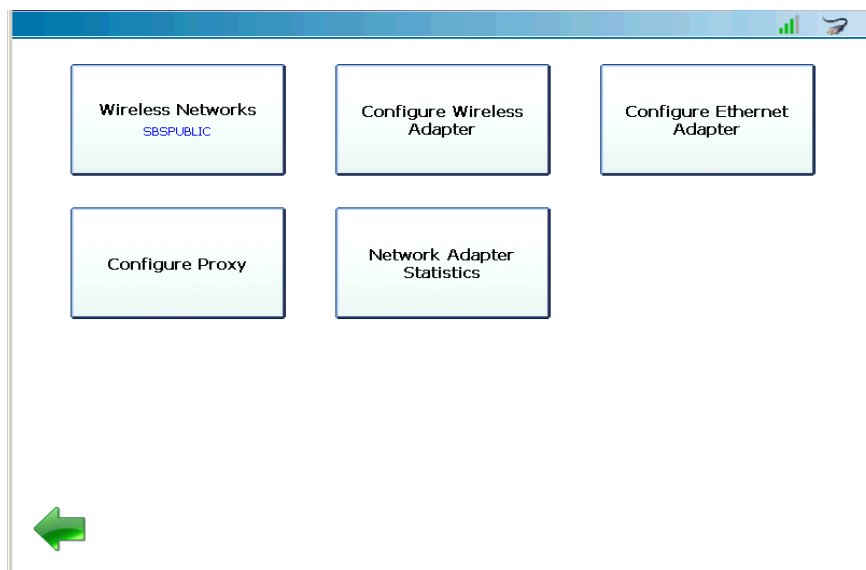 Wireless Networks
SBSPUBLIC
Configure Wireless
Adapter
Configure Ethernet
Adapter
Configure Proxy
Network Adapter
Statistics